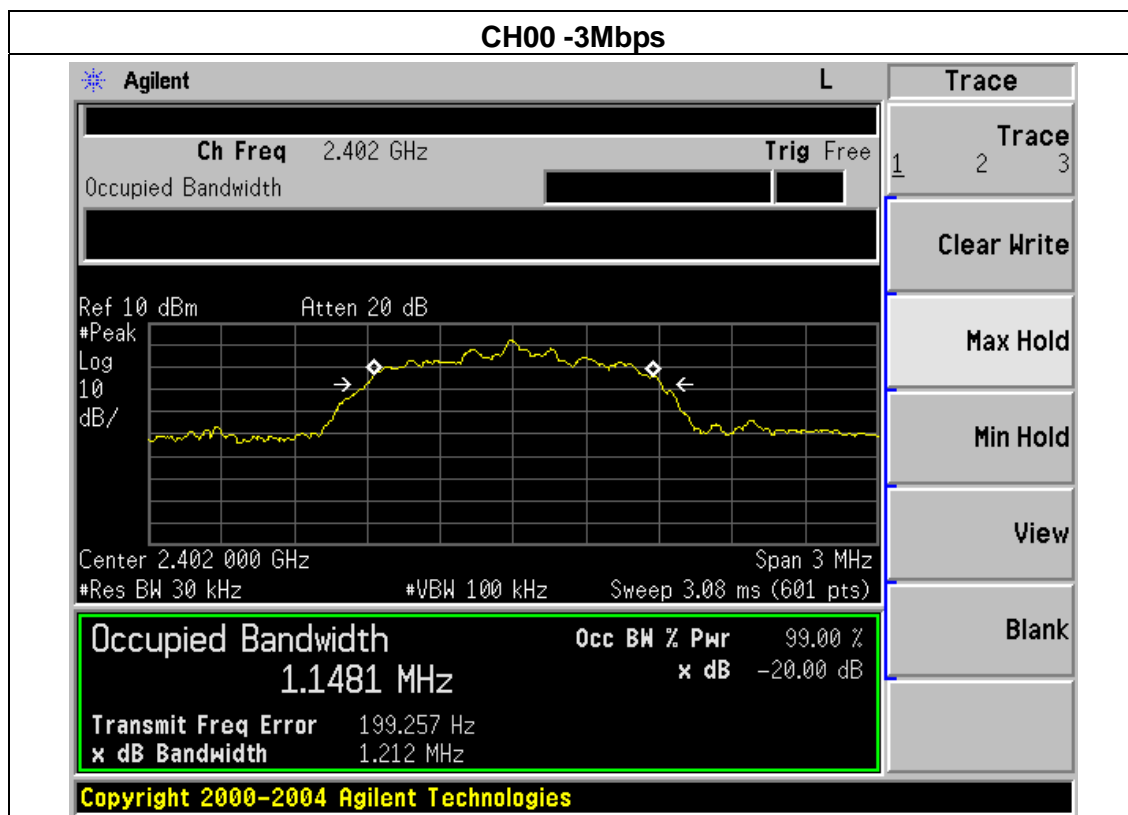 CH00 -3Mbps
Agilent L Trace
Ch Freq 2.402 GHz Trig Free
Occupied Bandwidth
Trace
1 2 3
Clear Write
Ref 10 dBm Atten 20 dB
#Peak
Log
10
dB/
Max Hold
Min Hold
View
Center 2.402 000 GHz Span 3 MHz
#Res BW 30 kHz #VBW 100 kHz Sweep 3.08 ms (601 pts)
Blank
Occupied Bandwidth Occ BW % Pwr 99.00 %
1.1481 MHz x dB -20.00 dB
Transmit Freq Error 199.257 Hz
x dB Bandwidth 1.212 MHz
Copyright 2000-2004 Agilent Technologies